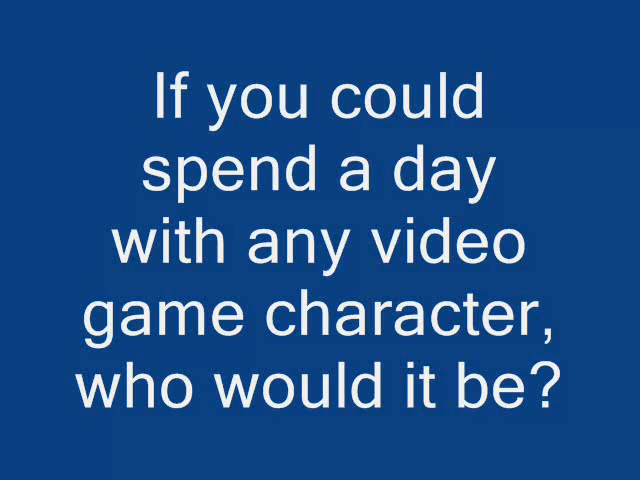 If you could
spend a day
with any video
game character,
who would it be?